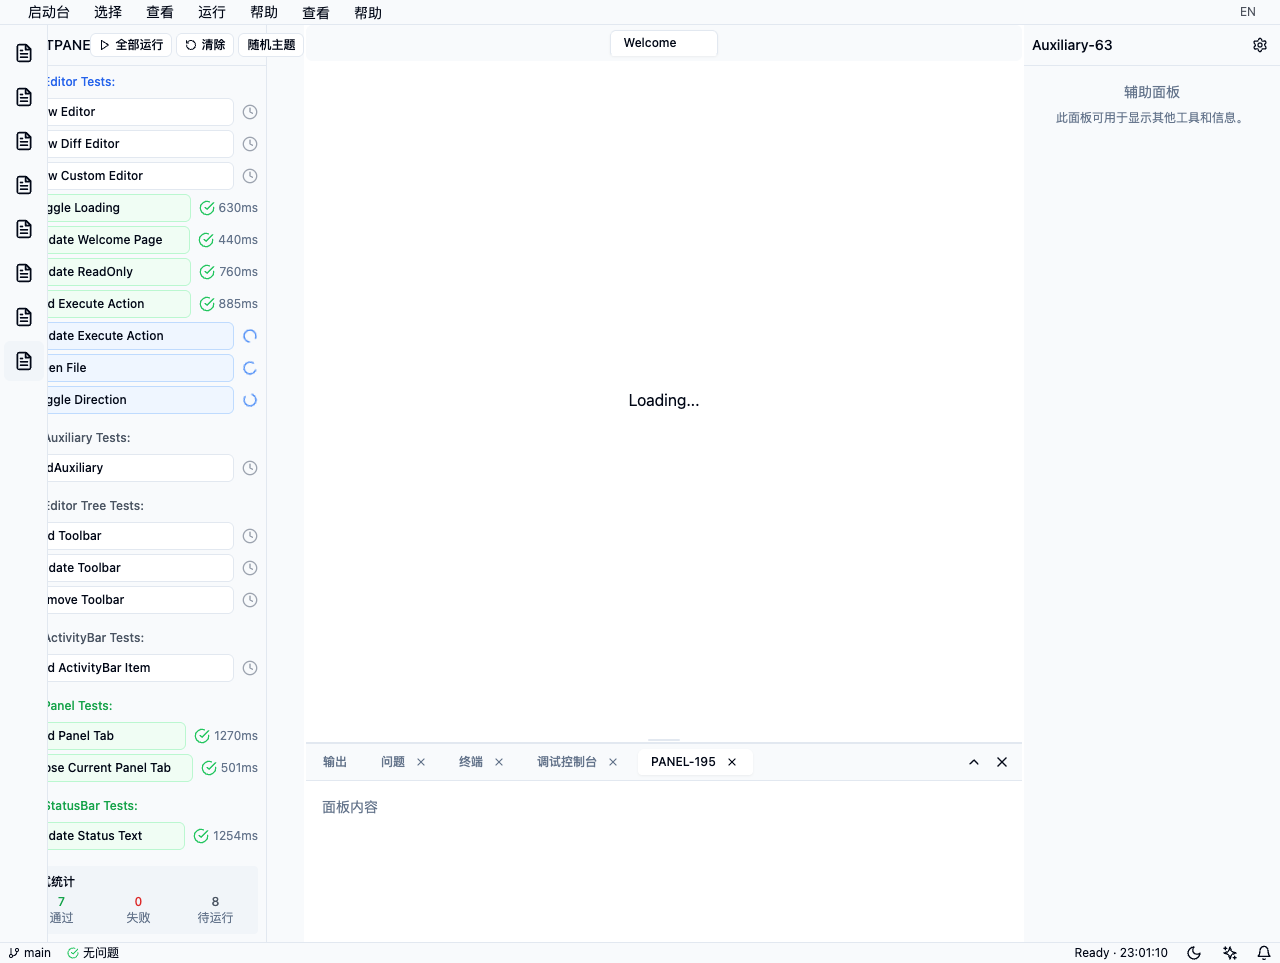 启动台 选择 查看 运行 帮助 查看 帮助 EN
TPANE 全部运行 清除 随机主题
Welcome
Auxiliary-63
Editor Tests:
w Editor
w Diff Editor
w Custom Editor
ggle Loading 630ms
date Welcome Page 440ms
date ReadOnly 760ms
d Execute Action 885ms
date Execute Action
en File
ggle Direction
Auxiliary Tests:
dAuxiliary
Editor Tree Tests:
d Toolbar
date Toolbar
move Toolbar
ActivityBar Tests:
d ActivityBar Item
Panel Tests:
d Panel Tab 1270ms
ose Current Panel Tab 501ms
StatusBar Tests:
date Status Text 1254ms
试统计
7 0 8
通过 失败 待运行
Loading...
输出 问题 终端 调试控制台 PANEL-195
面板内容
辅助面板
此面板可用于显示其他工具和信息。
main 无问题 Ready · 23:01:10